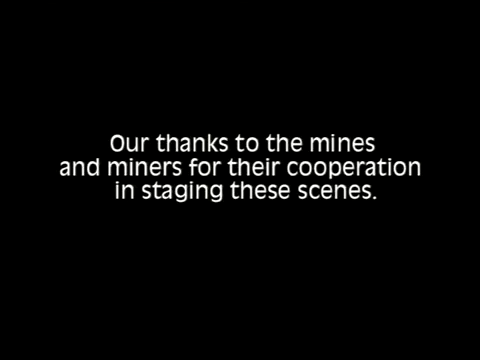 Our thanks to the mines
and miners for their cooperation
in staging these scenes.